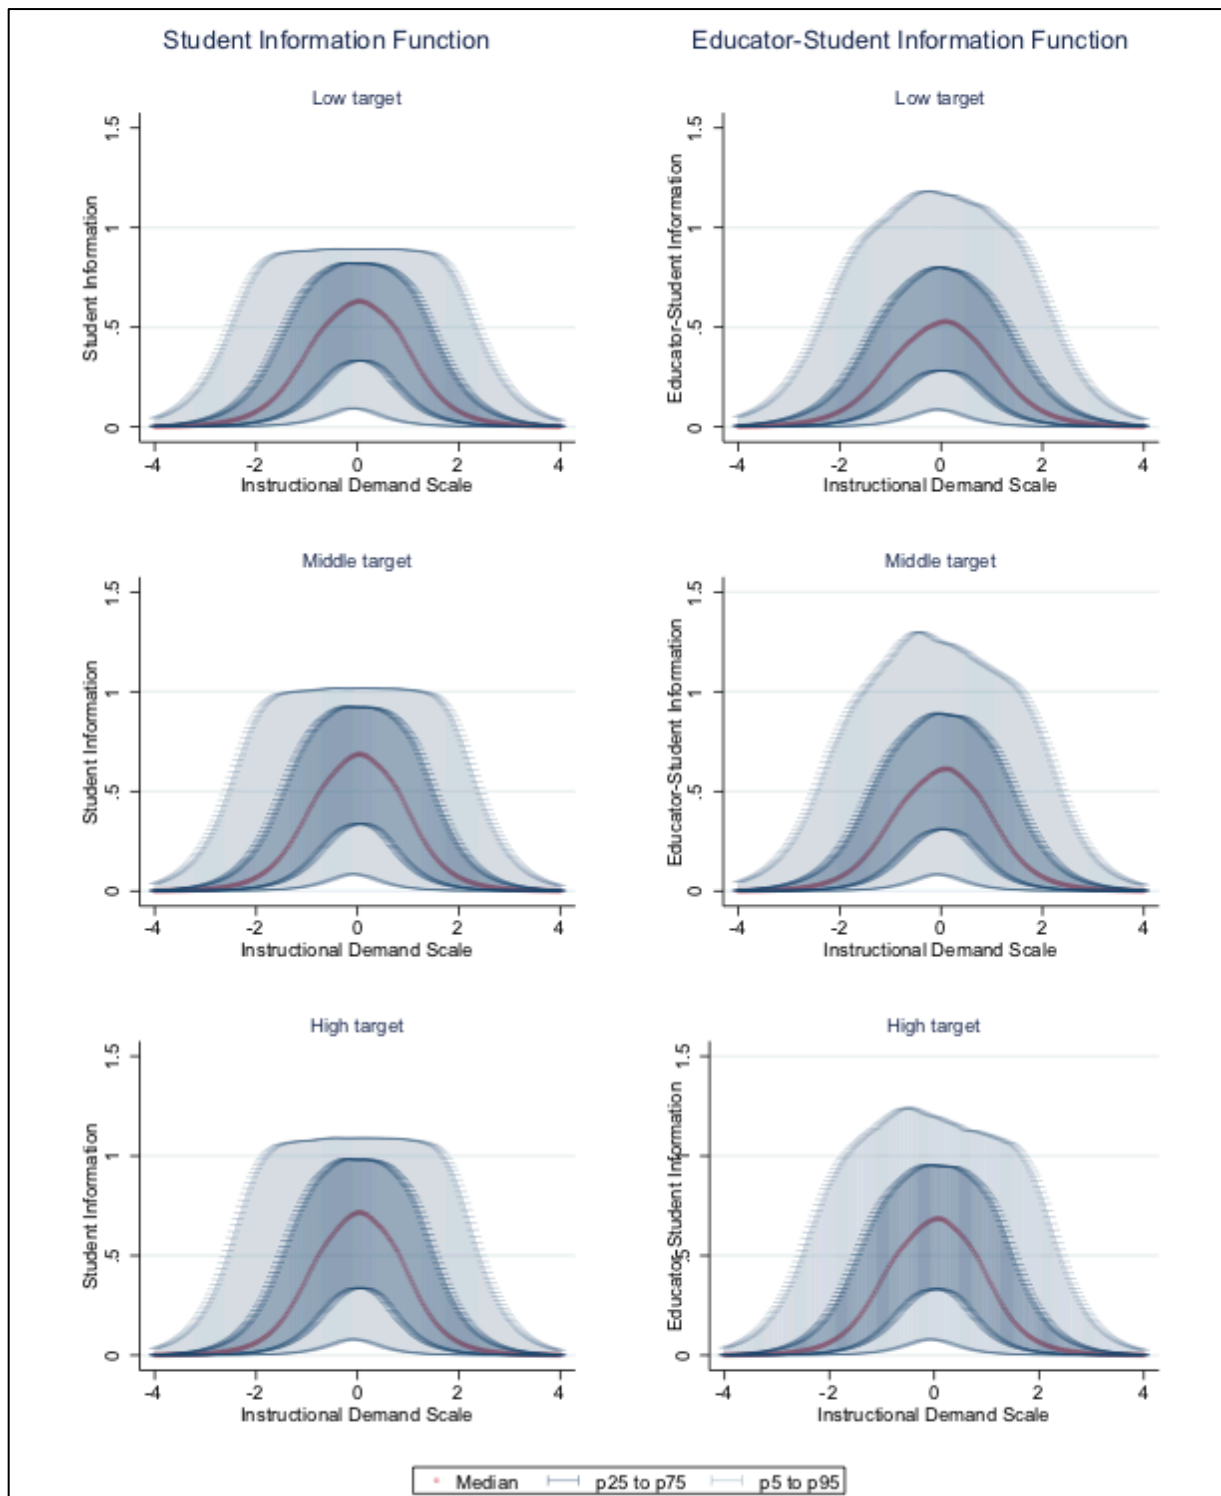 Student Information Function
Educator-Student Information Function
Low target
Student Information
1.5
1
.5
0
-4 -2 0 2 4
Instructional Demand Scale
Low target
Educator-Student Information
1.5
1
.5
0
-4 -2 0 2 4
Instructional Demand Scale
Middle target
Student Information
1.5
1
.5
0
-4 -2 0 2 4
Instructional Demand Scale
Middle target
Educator-Student Information
1.5
1
.5
0
-4 -2 0 2 4
Instructional Demand Scale
High target
Student Information
1.5
1
.5
0
-4 -2 0 2 4
Instructional Demand Scale
High target
Educator-Student Information
1.5
1
.5
0
-4 -2 0 2 4
Instructional Demand Scale
Median p25 to p75 p5 to p95